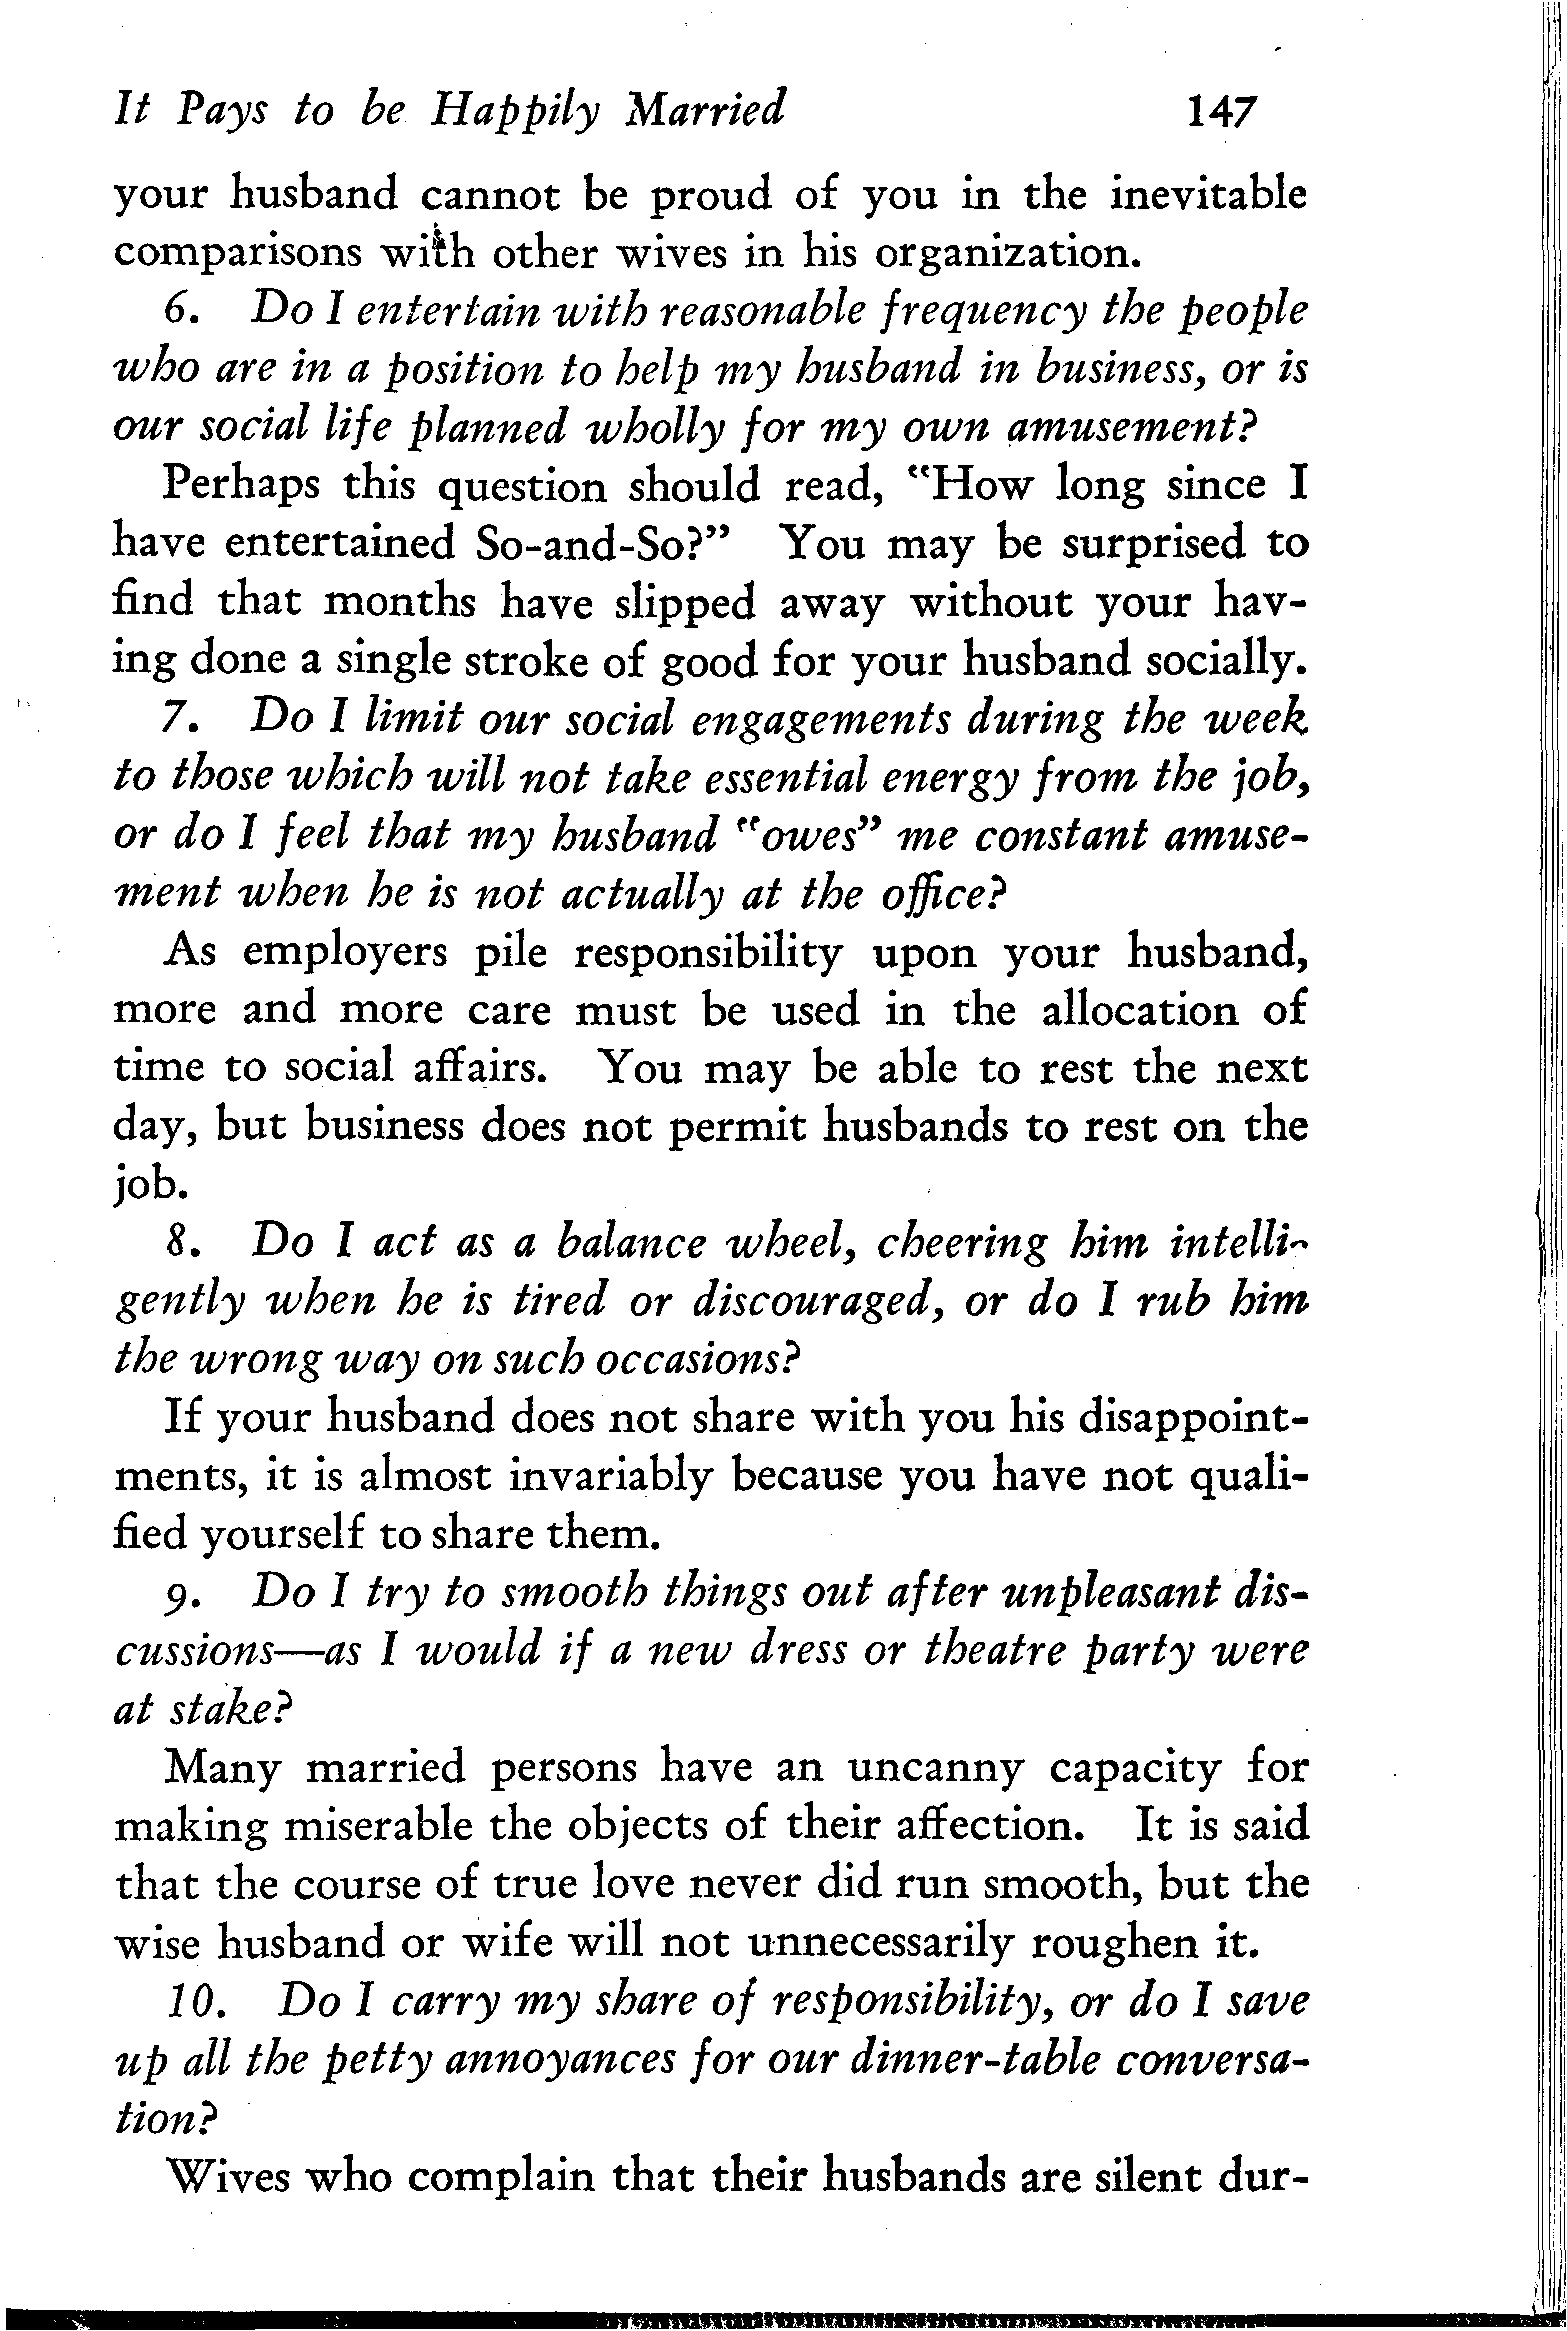 It Pays to be Happily Married 147
your husband cannot be proud of you in the inevitable
comparisons with other wives in his organization.
6. Do I entertain with reasonable frequency the people
who are in a position to help my husband in business, or is
our social life planned wholly for my own amusement?
Perhaps this question should read, "How long since I
have entertained So-and-So?" You may be surprised to
find that months have slipped away without your hav-
ing done a single stroke of good for your husband socially.
7. Do I limit our social engagements during the week
to those which will not take essential energy from the job,
or do I feel that my husband "owes" me constant amuse-
ment when he is not actually at the office?
As employers pile responsibility upon your husband,
more and more care must be used in the allocation of
time to social affairs. You may be able to rest the next
day, but business does not permit husbands to rest on the
job.
8. Do I act as a balance wheel, cheering him intelli-
gently when he is tired or discouraged, or do I rub him
the wrong way on such occasions?
If your husband does not share with you his disappoint-
ments, it is almost invariably because you have not quali-
fied yourself to share them.
9. Do I try to smooth things out after unpleasant dis-
cussions—as I would if a new dress or theatre party were
at stake?
Many married persons have an uncanny capacity for
making miserable the objects of their affection. It is said
that the course of true love never did run smooth, but the
wise husband or wife will not unnecessarily roughen it.
10. Do I carry my share of responsibility, or do I save
up all the petty annoyances for our dinner-table conversa-
tion?
Wives who complain that their husbands are silent dur-